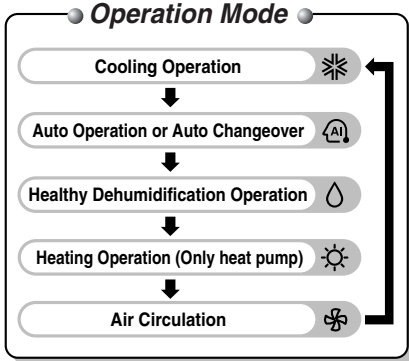 Operation Mode
Cooling Operation
Auto Operation or Auto Changeover
AI
Healthy Dehumidification Operation
Heating Operation (Only heat pump)
Air Circulation